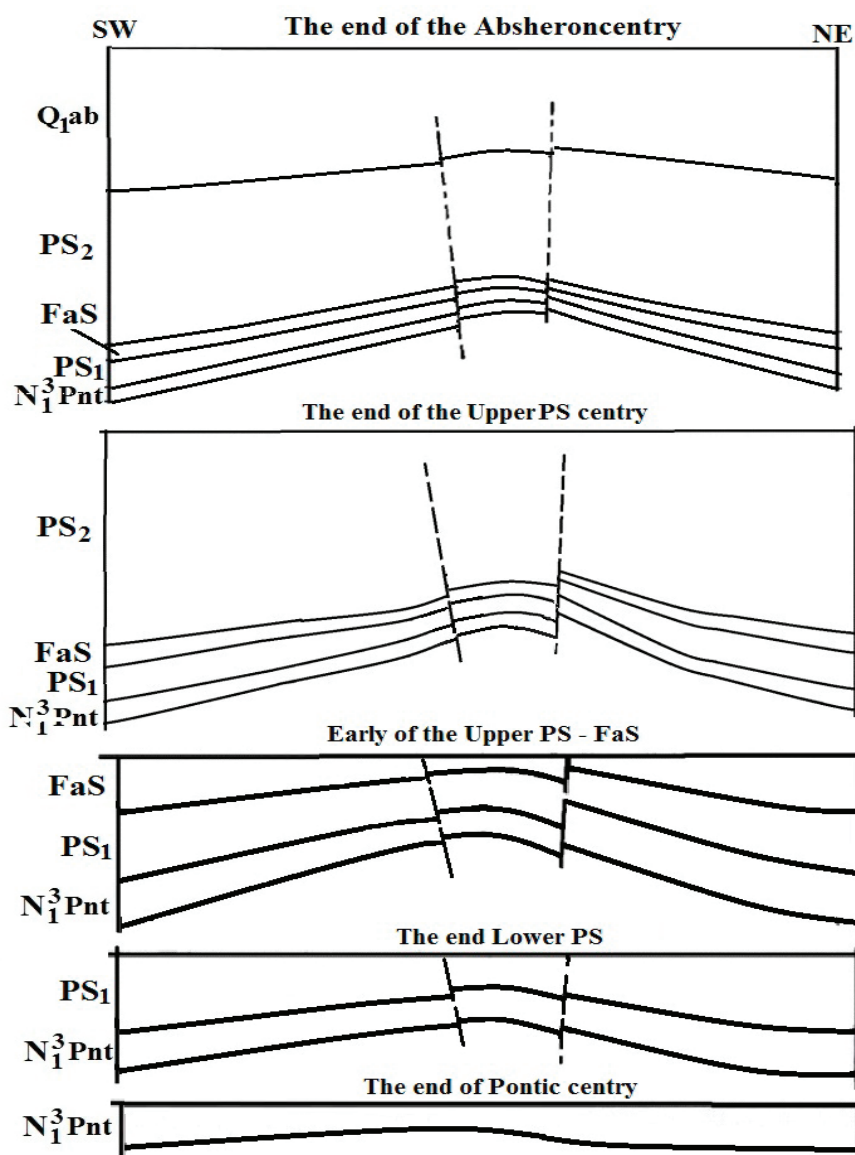 The end of the Absheroncentry
SW NE
Q₁ab
PS₂
FaS
PS₁
N₁³Pnt
The end of the Upper PS centry
PS₂
FaS
PS₁
N₁³Pnt
Early of the Upper PS - FaS
FaS
PS₁
N₁³Pnt
The end Lower PS
PS₁
N₁³Pnt
The end of Pontic centry
N₁³Pnt